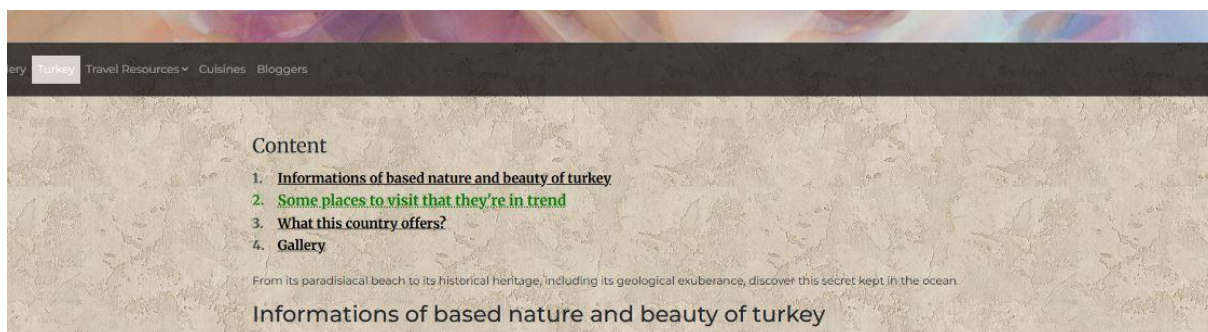 Turkey Travel Resources Cuisines Bloggers
Content
1. Informations of based nature and beauty of turkey
2. Some places to visit that they're in trend
3. What this country offers?
4. Gallery
From its paradisiacal beach to its historical heritage, including its geological exuberance, discover this secret kept in the ocean.
Informations of based nature and beauty of turkey